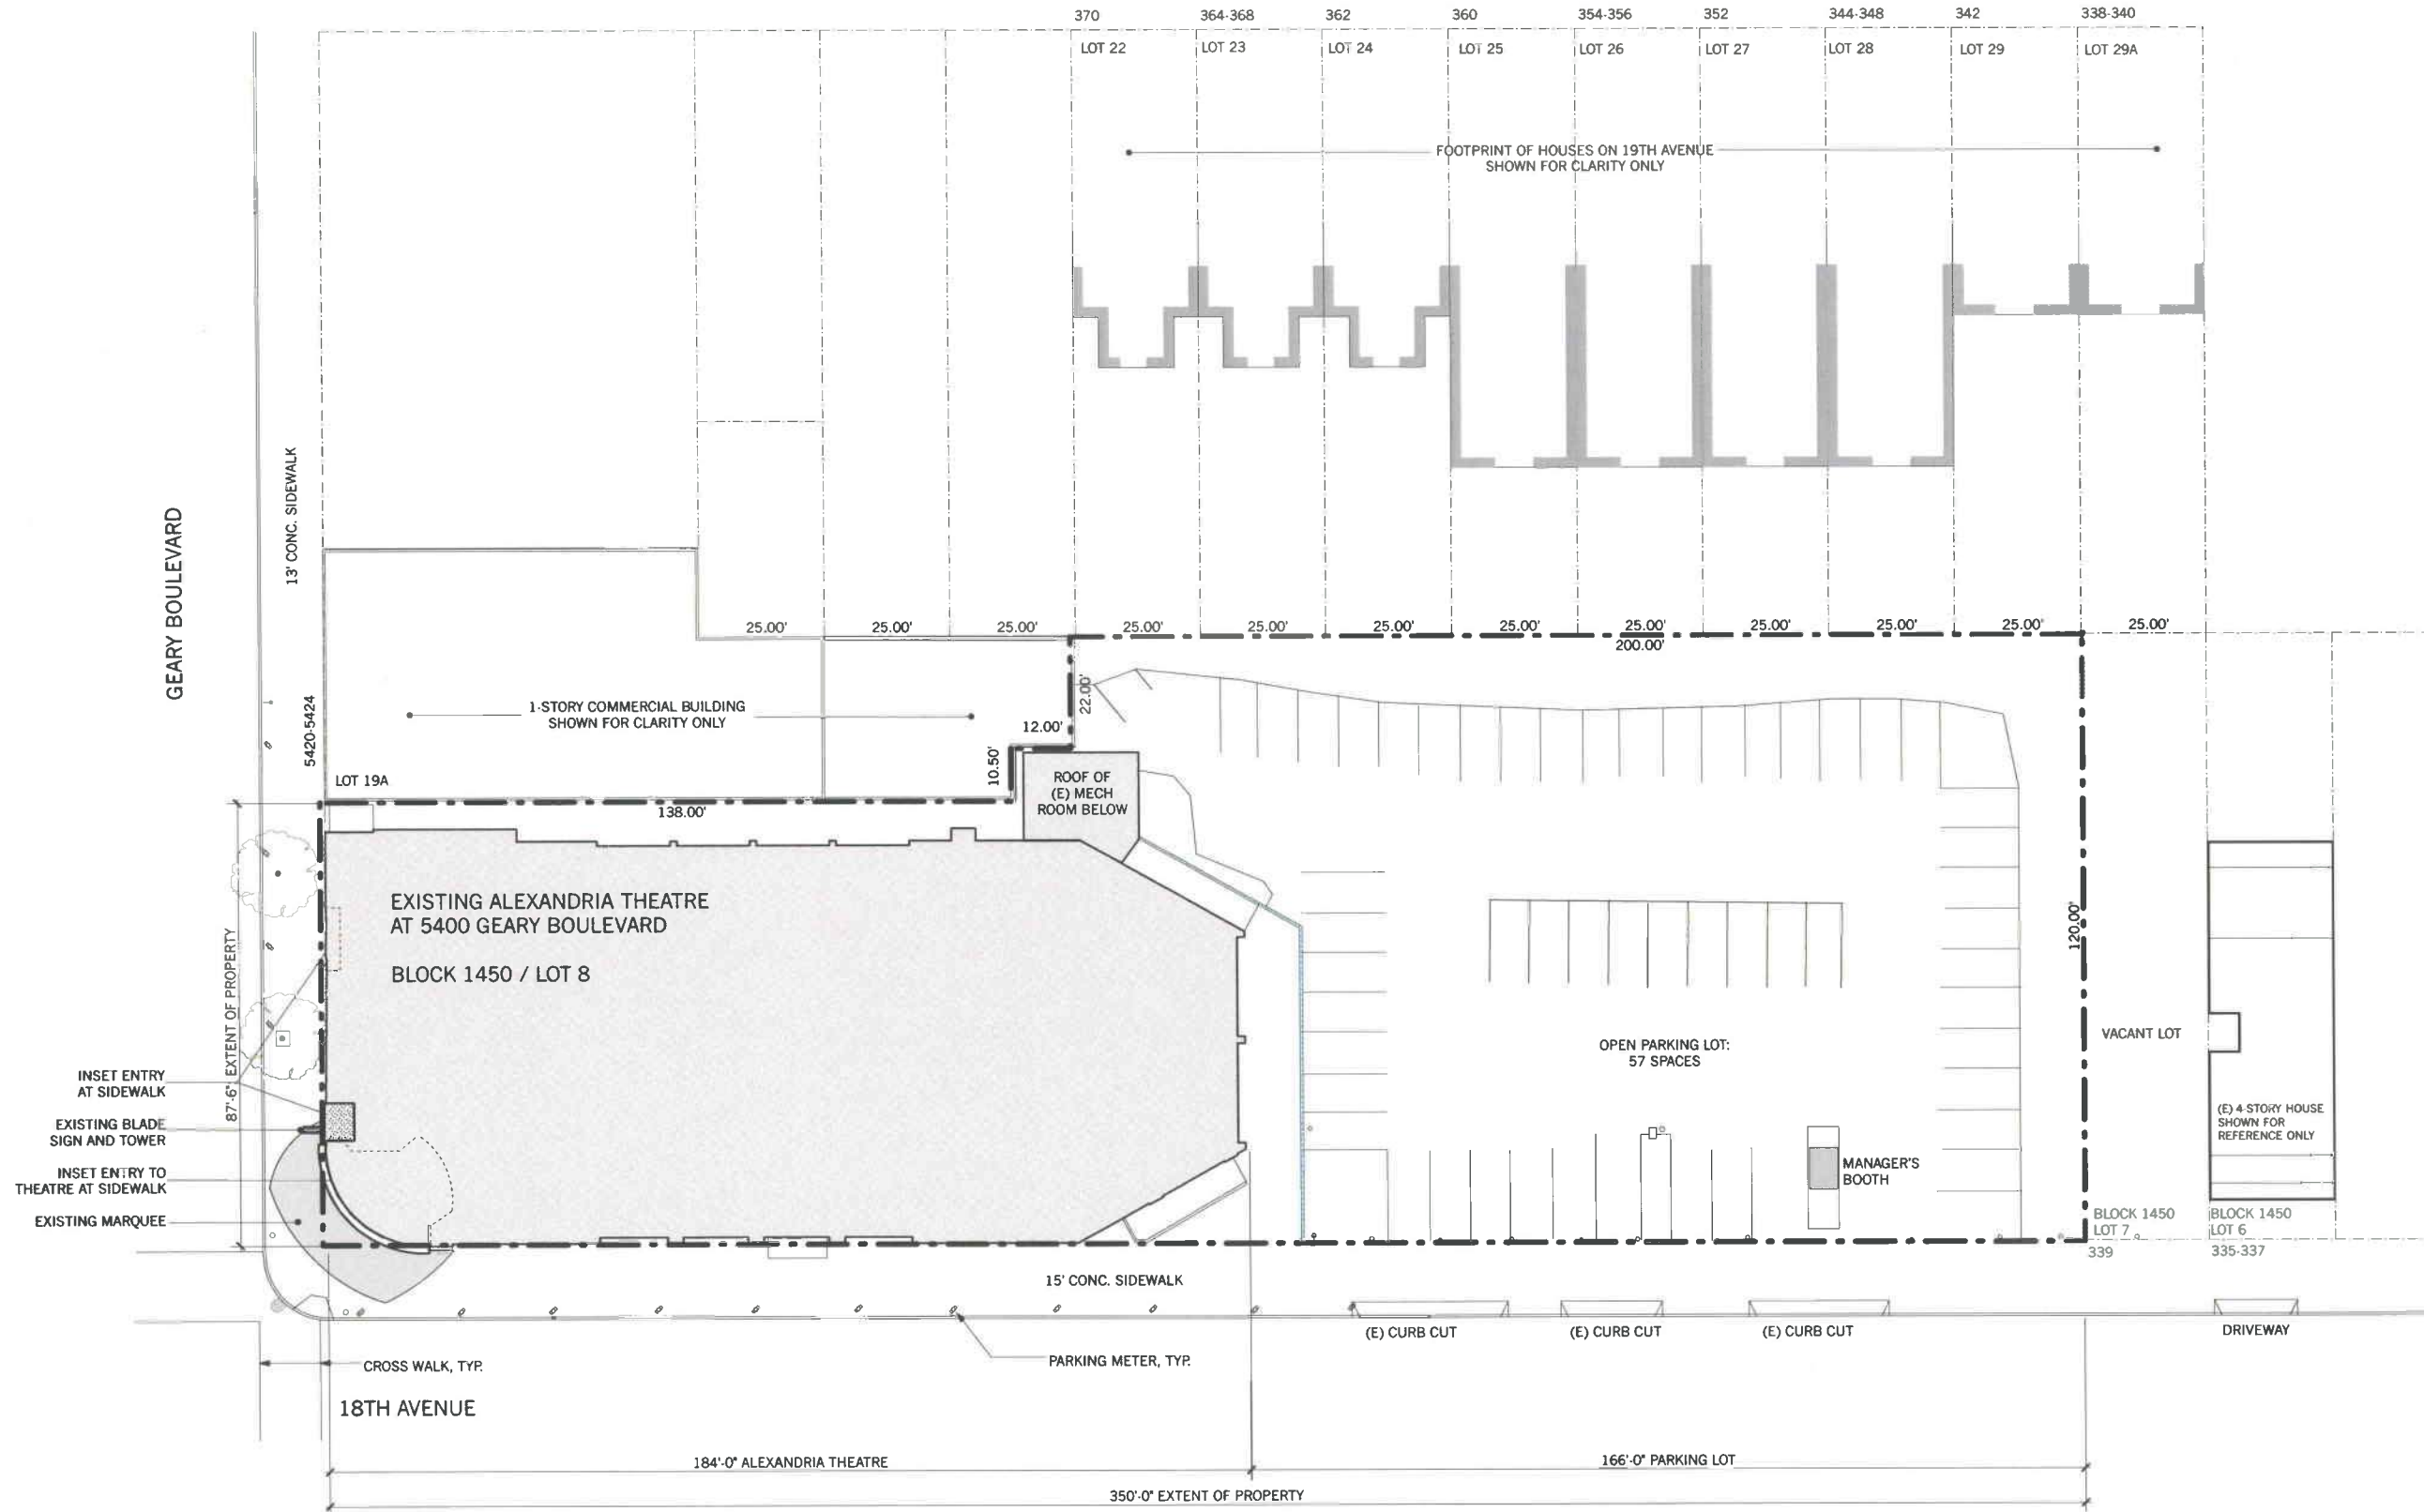 370 364-368 362 360 354-356 352 344-348 342 338-340
LOT 22 LOT 23 LOT 24 LOT 25 LOT 26 LOT 27 LOT 28 LOT 29 LOT 29A
FOOTPRINT OF HOUSES ON 19TH AVENUE
SHOWN FOR CLARITY ONLY
GEARY BOULEVARD
13' CONC. SIDEWALK
25.00' 25.00' 25.00' 25.00' 25.00' 25.00' 25.00' 25.00' 25.00' 25.00' 25.00' 25.00'
200.00'
22.00'
12.00'
10.50'
1-STORY COMMERCIAL BUILDING
SHOWN FOR CLARITY ONLY
5420-5424
LOT 19A
138.00'
ROOF OF
(E) MECH
ROOM BELOW
EXISTING ALEXANDRIA THEATRE
AT 5400 GEARY BOULEVARD
BLOCK 1450 / LOT 8
87'-6" EXTENT OF PROPERTY
120.00'
OPEN PARKING LOT:
57 SPACES
VACANT LOT
INSET ENTRY
AT SIDEWALK
EXISTING BLADE
SIGN AND TOWER
INSET ENTRY TO
THEATRE AT SIDEWALK
EXISTING MARQUEE
(E) 4-STORY HOUSE
SHOWN FOR
REFERENCE ONLY
MANAGER'S
BOOTH
BLOCK 1450
LOT 7
339
BLOCK 1450
LOT 6
335-337
15' CONC. SIDEWALK
(E) CURB CUT (E) CURB CUT (E) CURB CUT DRIVEWAY
CROSS WALK, TYP.
PARKING METER, TYP.
18TH AVENUE
184'-0" ALEXANDRIA THEATRE
166'-0" PARKING LOT
350'-0" EXTENT OF PROPERTY